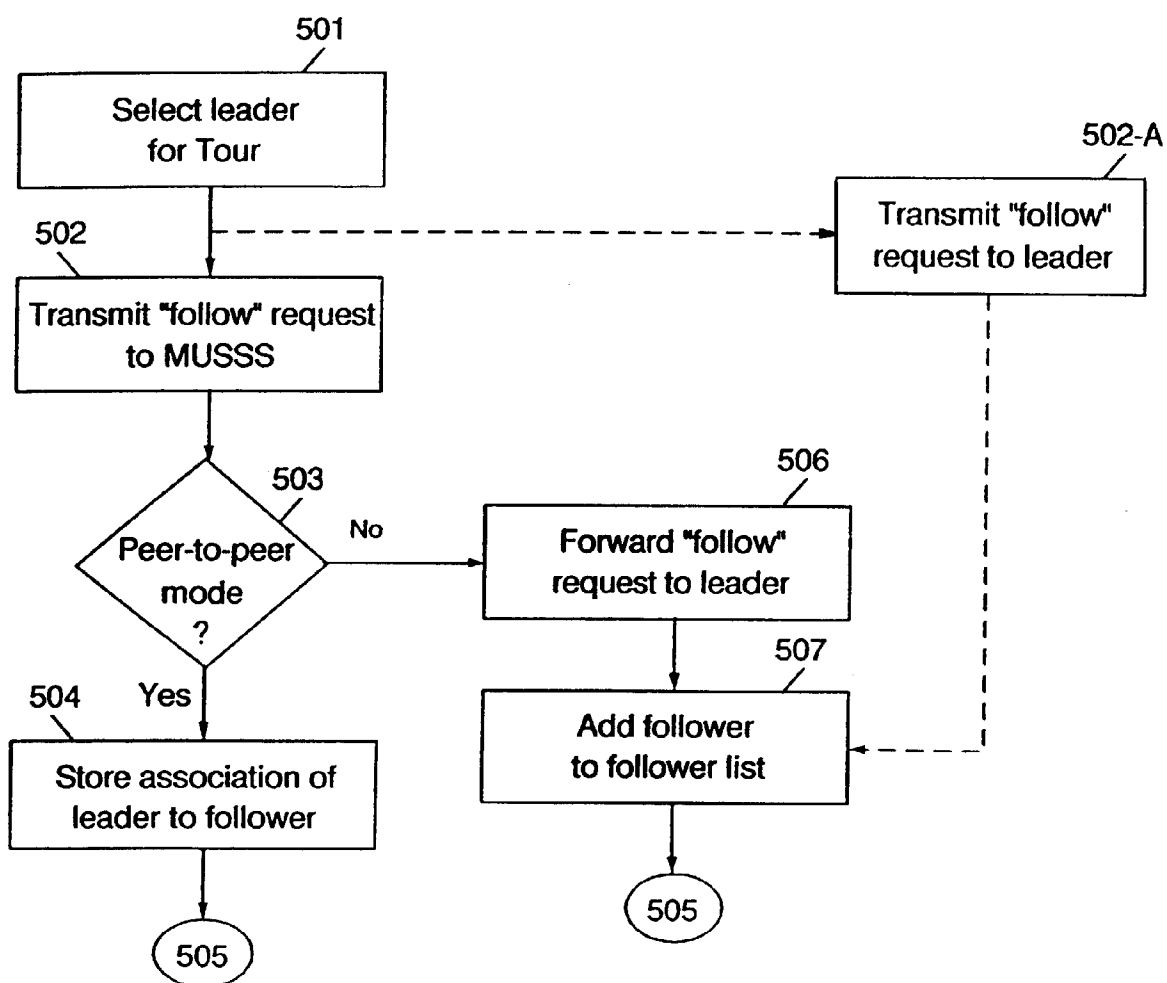 501
Select leader
for Tour
502-A
Transmit "follow"
request to leader
502
Transmit "follow" request
to MUSSS
503
Peer-to-peer
mode
?
No
Yes
506
Forward "follow"
request to leader
507
Add follower
to follower list
504
Store association of
leader to follower
505
505